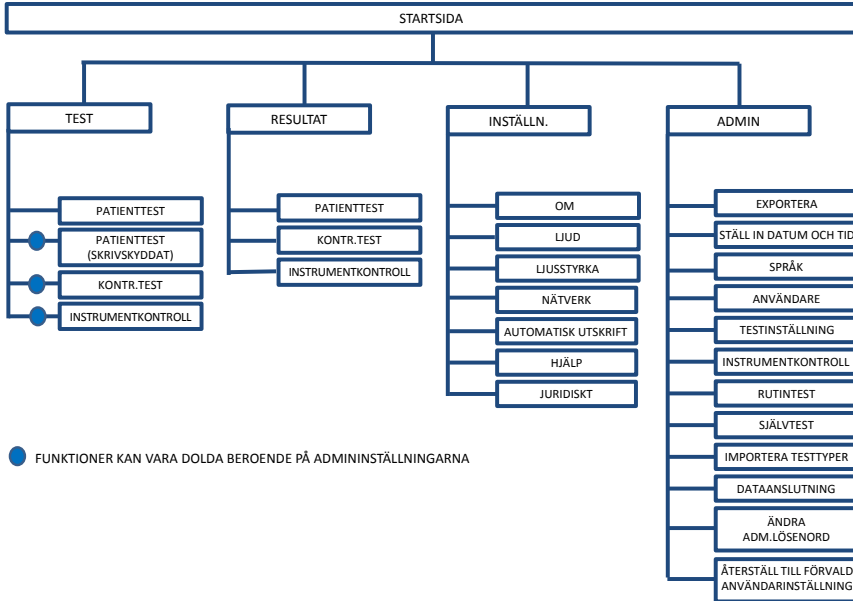 STARTSIDA
TEST
RESULTAT
INSTÄLLN.
ADMIN
PATIENTTEST
PATIENTTEST
(SKRIVSKYDDAT)
KONTR.TEST
INSTRUMENTKONTROLL
PATIENTTEST
KONTR.TEST
INSTRUMENTKONTROLL
OM
LJUD
LJUSSTYRKA
NÄTVERK
AUTOMATISK UTSKRIFT
HJÄLP
JURIDISKT
EXPORTERA
STÄLL IN DATUM OCH TID
SPRÅK
ANVÄNDARE
TESTINSTÄLLNING
INSTRUMENTKONTROLL
RUTINTEST
SJÄLVTEST
IMPORTERA TESTTYPER
DATAANSLUTNING
ÄNDRA
ADM.LÖSENORD
ÅTERSTÄLL TILL FÖRVALD
ANVÄNDARINSTÄLLNING
FUNKTIONER KAN VARA DOLDA BEROENDE PÅ ADMININSTÄLLNINGARNA